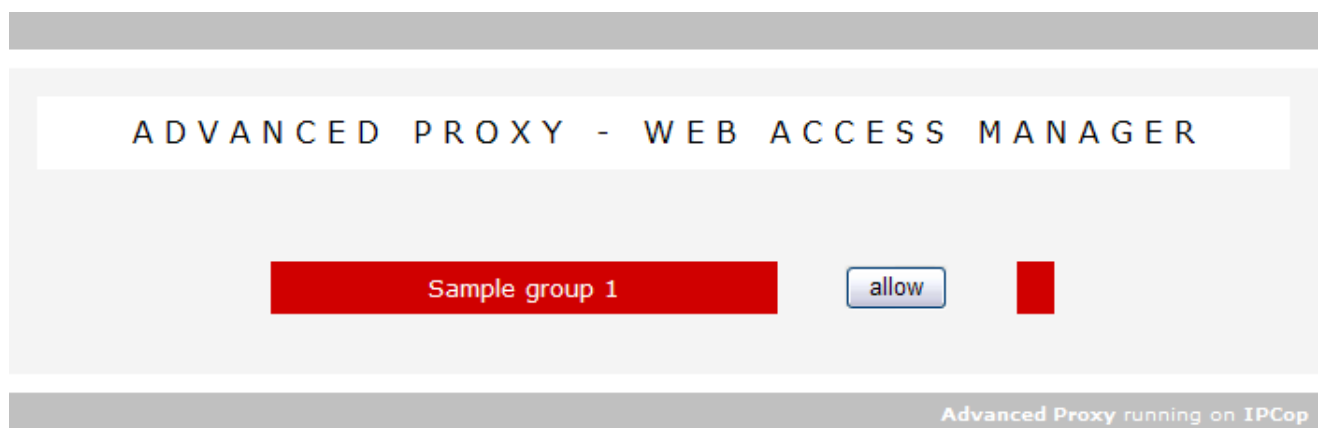 ADVANCED PROXY - WEB ACCESS MANAGER
Sample group 1
allow
Advanced Proxy running on IPCop